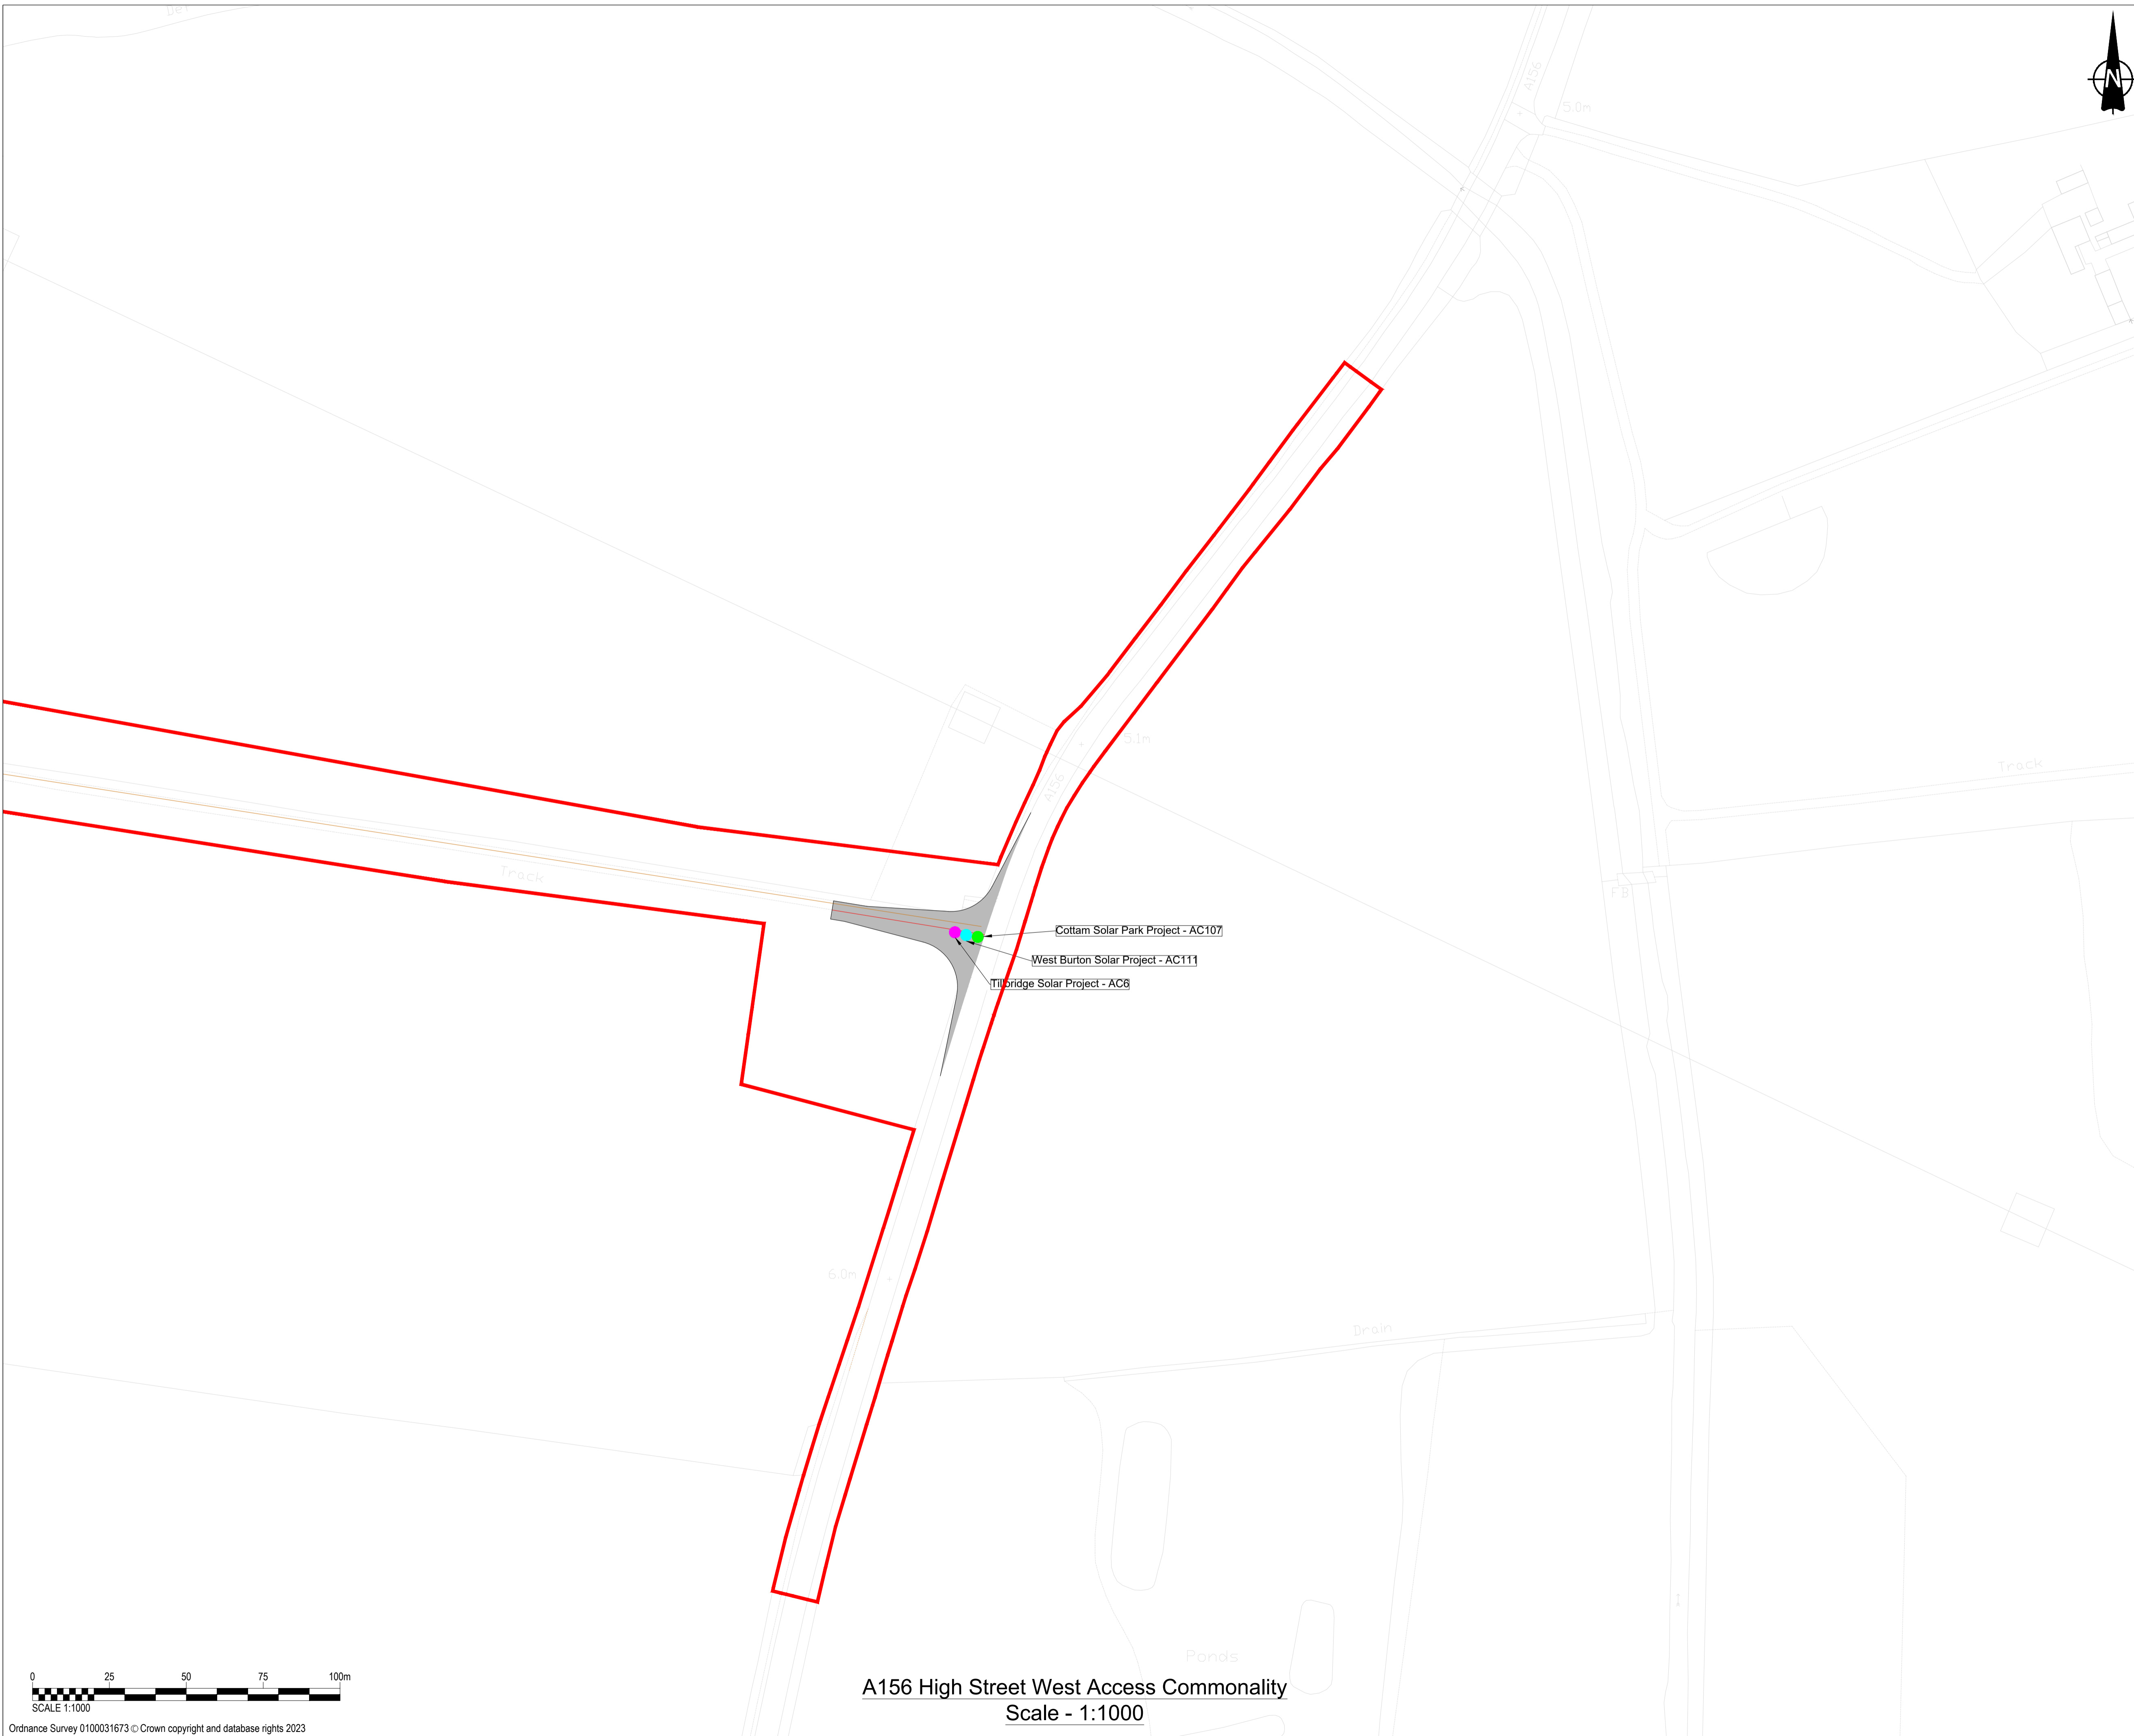 N
A156
5.0m
5.1m
A156
Track
Track
FB
Cottam Solar Park Project - AC107
West Burton Solar Project - AC111
Tillbridge Solar Project - AC6
6.0m
Drain
Ponds
0 25 50 75 100m
SCALE 1:1000
A156 High Street West Access Commonality
Scale - 1:1000
Ordnance Survey 0100031673 © Crown copyright and database rights 2023